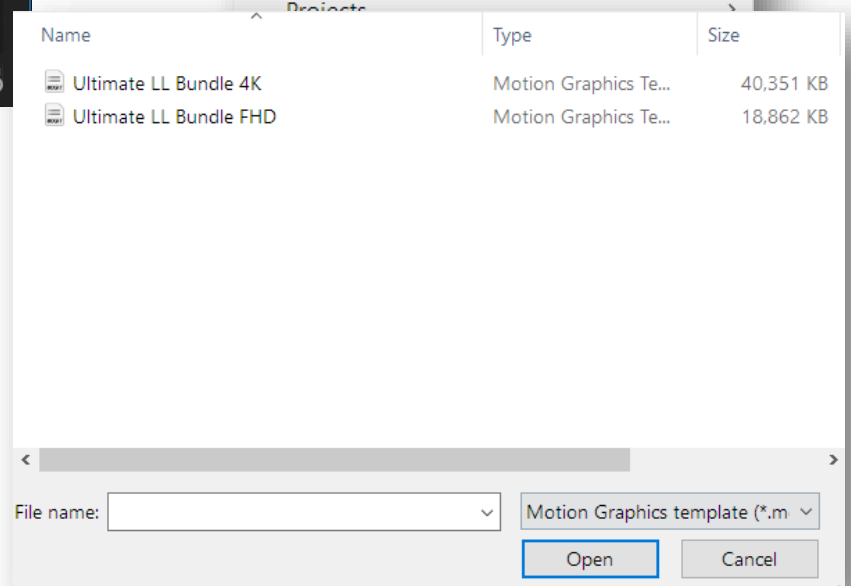 Projects
Name Type Size
Ultimate LL Bundle 4K Motion Graphics Te... 40,351 KB
Ultimate LL Bundle FHD Motion Graphics Te... 18,862 KB
File name: Motion Graphics template (*.m
Open Cancel